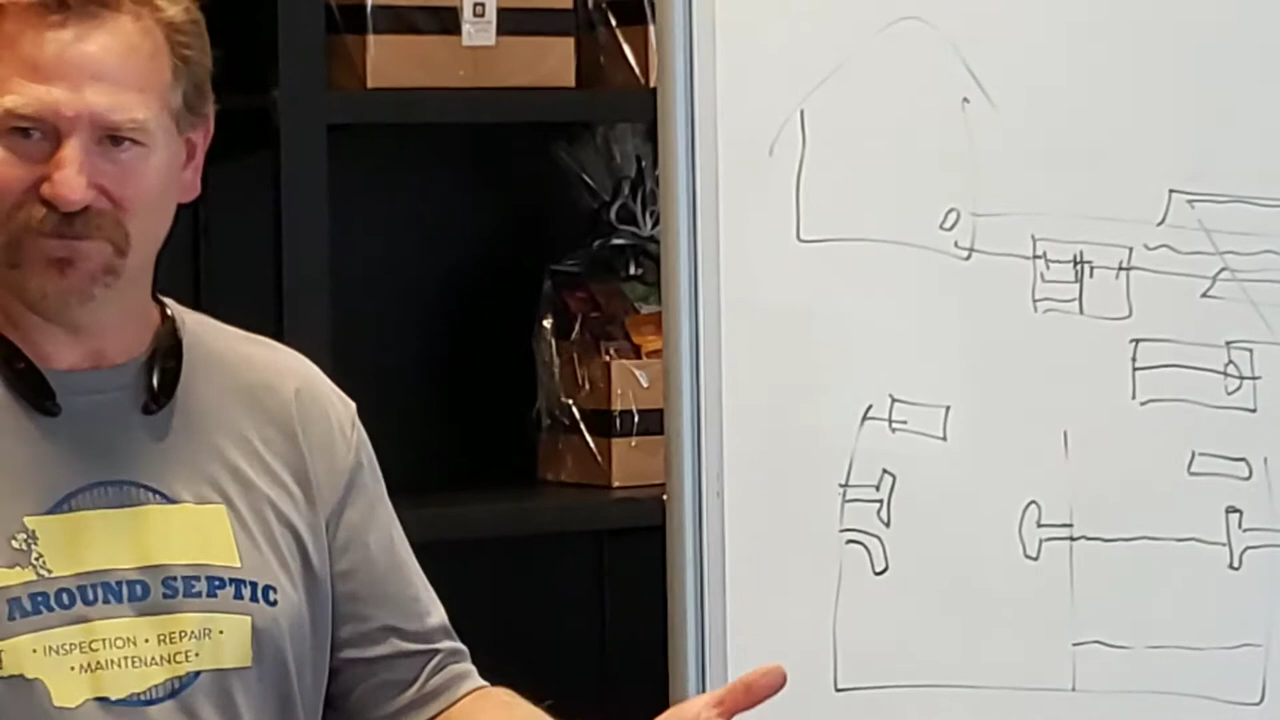 AROUND SEPTIC
• INSPECTION • REPAIR •
• MAINTENANCE •